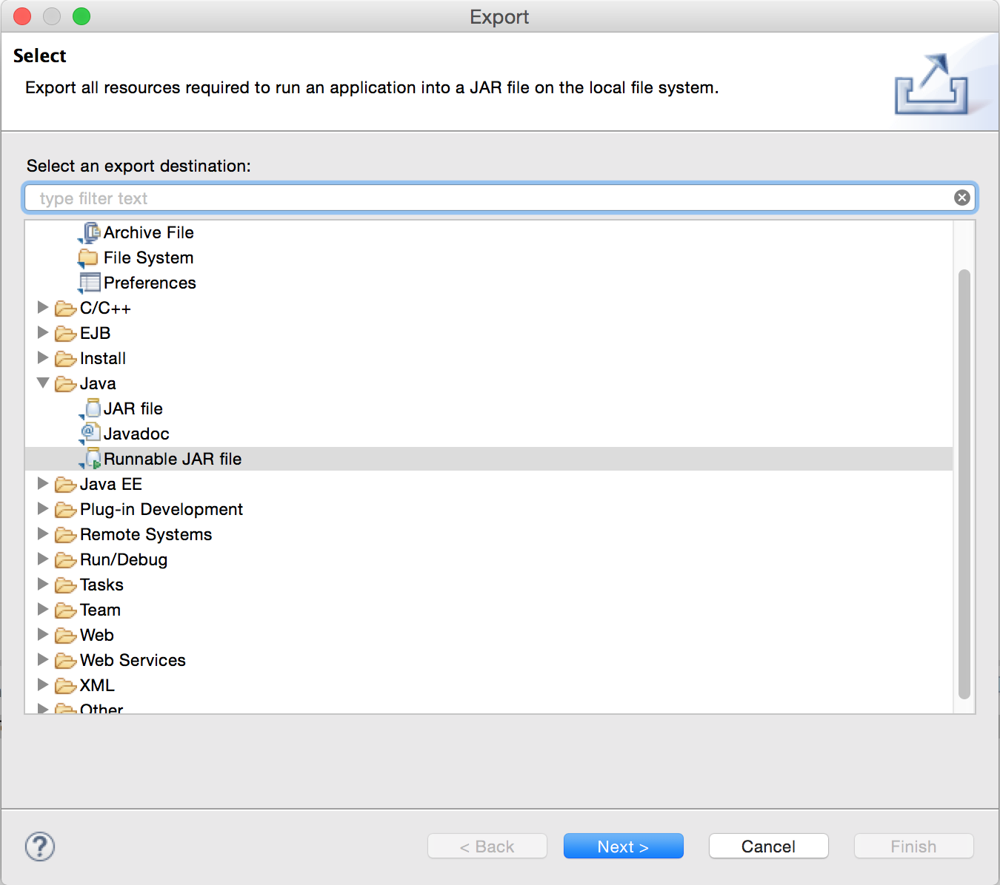 Export
Select
Export all resources required to run an application into a JAR file on the local file system.
Select an export destination:
type filter text
Archive File
File System
Preferences
C/C++
EJB
Install
Java
JAR file
Javadoc
Runnable JAR file
Java EE
Plug-in Development
Remote Systems
Run/Debug
Tasks
Team
Web
Web Services
XML
Other
< Back
Next >
Cancel
Finish